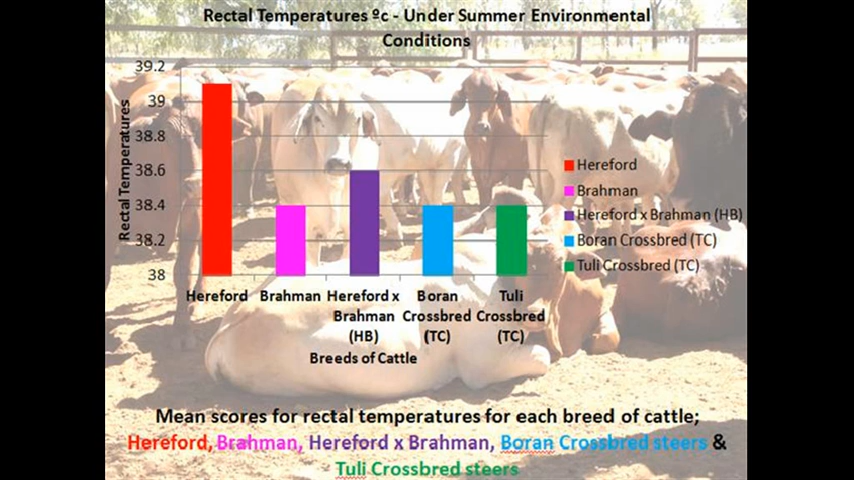 Rectal Temperatures ºc - Under Summer Environmental
Conditions
Rectal Temperatures
39.2
39
38.8
38.6
38.4
38.2
38
Hereford
Brahman
Hereford x
Brahman
(HB)
Boran
Crossbred
(TC)
Tuli
Crossbred
(TC)
Breeds of Cattle
Hereford
Brahman
Hereford x Brahman (HB)
Boran Crossbred (TC)
Tuli Crossbred (TC)
Mean scores for rectal temperatures for each breed of cattle;
Hereford, Brahman, Hereford x Brahman, Boran Crossbred steers &
Tuli Crossbred steers